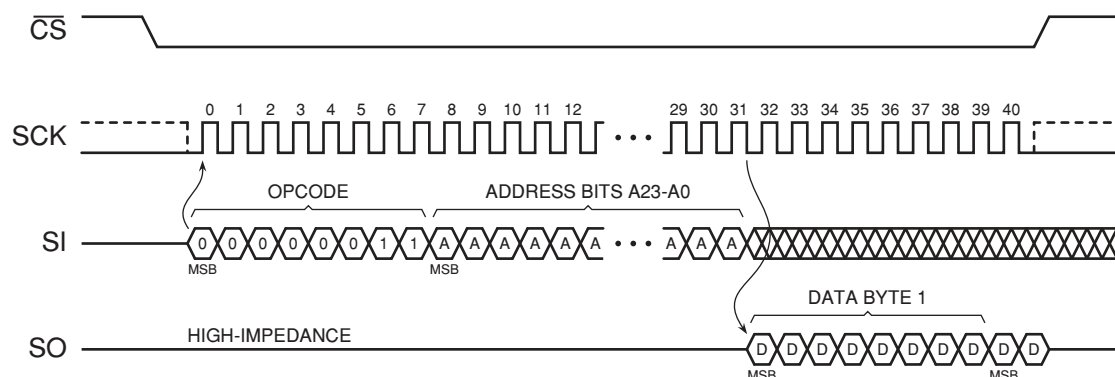 CS
0 1 2 3 4 5 6 7 8 9 10 11 12 29 30 31 32 33 34 35 36 37 38 39 40
SCK
OPCODE ADDRESS BITS A23-A0
SI 0 0 0 0 0 0 1 1 A A A A A A A A A
MSB MSB
DATA BYTE 1
HIGH-IMPEDANCE
SO D D D D D D D D D D
MSB MSB